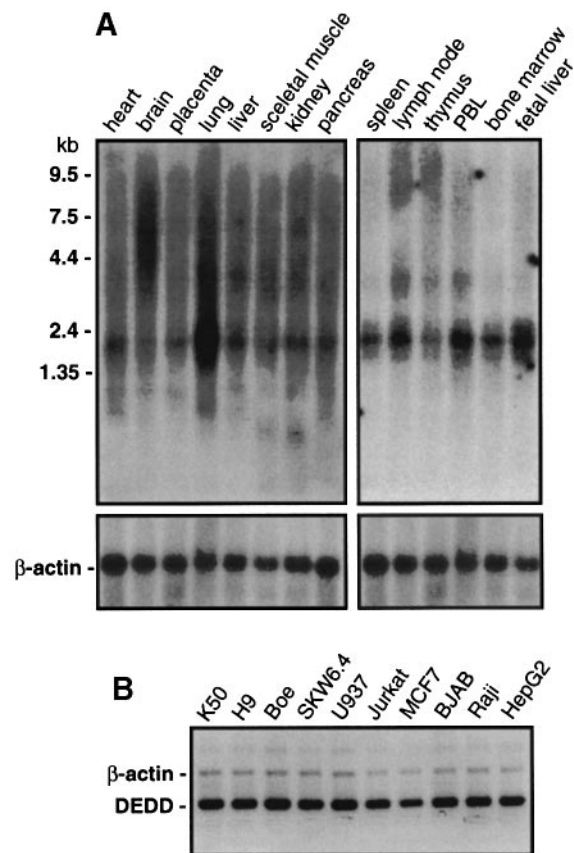 A
heart
brain
placenta
lung
liver
sceletal muscle
kidney
pancreas
spleen
lymph node
thymus
PBL
bone marrow
fetal liver
kb
9.5 -
7.5 -
4.4 -
2.4 -
1.35 -
β-actin -
B
K50
H9
Boe
SKW6.4
U937
Jurkat
MCF7
BJAB
Raji
HepG2
β-actin -
DEDD -